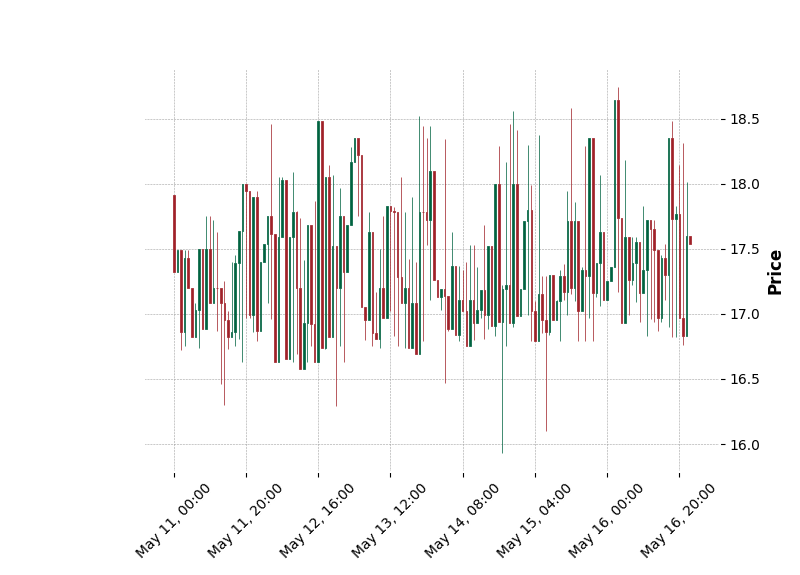 18.5
18.0
17.5
17.0
16.5
16.0
Price
May 11, 00:00
May 11, 20:00
May 12, 16:00
May 13, 12:00
May 14, 08:00
May 15, 04:00
May 16, 00:00
May 16, 20:00